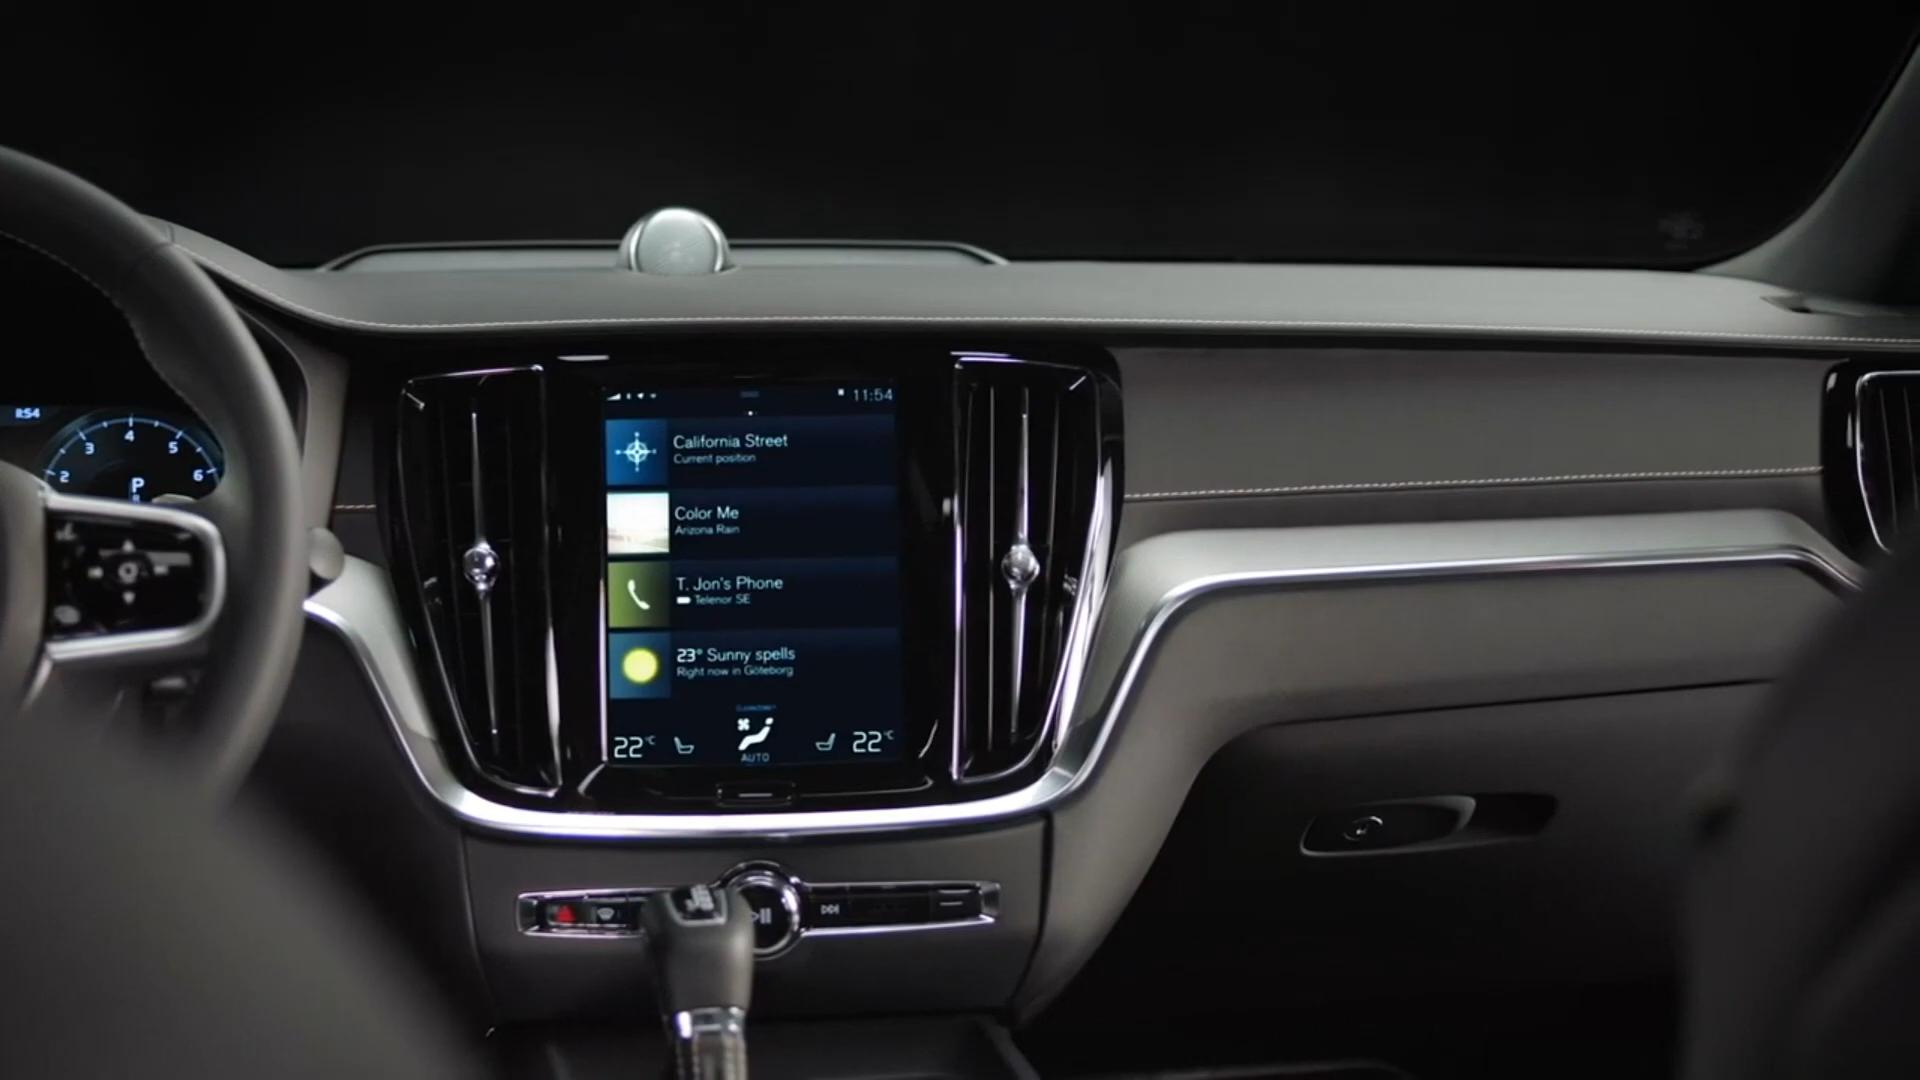 11:54
California Street
Current position
Color Me
Arizona Rain
T. Jon's Phone
Telenor SE
23° Sunny spells
Right now in Göteborg
22°C
AUTO
22°C
2 3 4 5 6
P